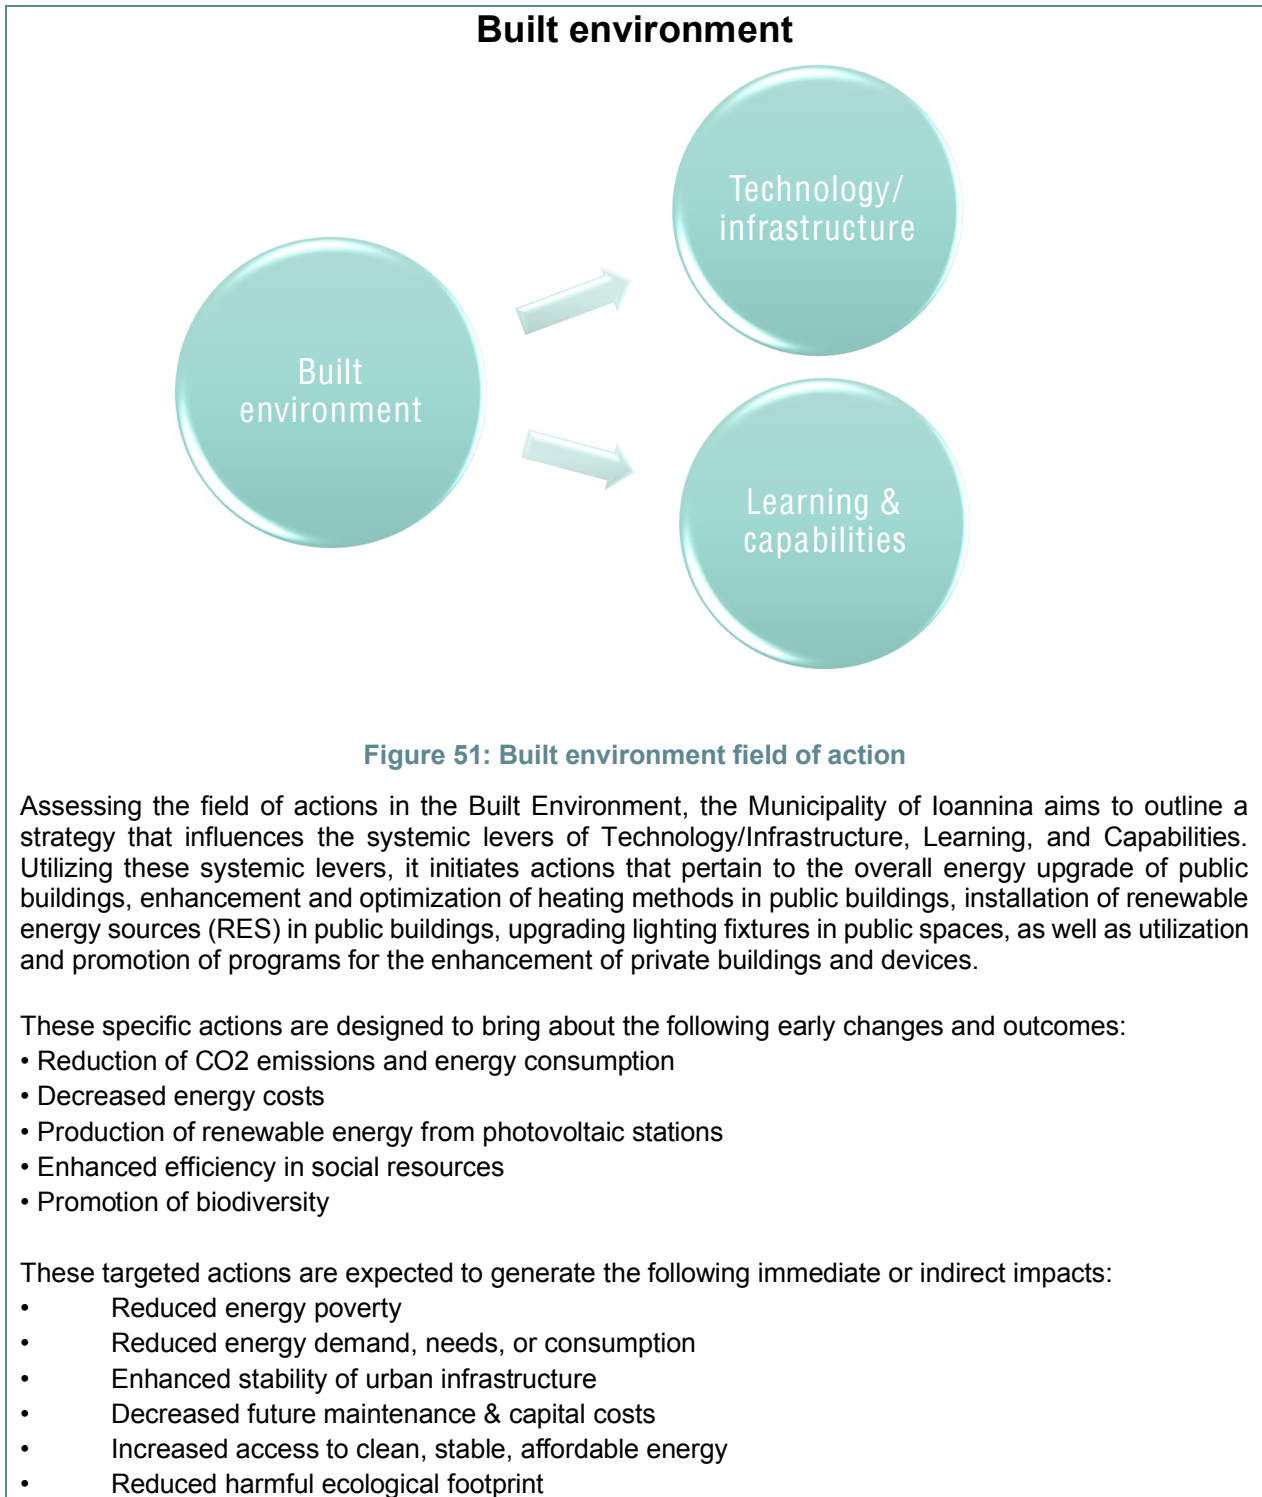 Built environment
Technology/
infrastructure
Built
environment
Learning &
capabilities
Figure 51: Built environment field of action
Assessing the field of actions in the Built Environment, the Municipality of Ioannina aims to outline a
strategy that influences the systemic levers of Technology/Infrastructure, Learning, and Capabilities.
Utilizing these systemic levers, it initiates actions that pertain to the overall energy upgrade of public
buildings, enhancement and optimization of heating methods in public buildings, installation of renewable
energy sources (RES) in public buildings, upgrading lighting fixtures in public spaces, as well as utilization
and promotion of programs for the enhancement of private buildings and devices.
These specific actions are designed to bring about the following early changes and outcomes:
• Reduction of CO2 emissions and energy consumption
• Decreased energy costs
• Production of renewable energy from photovoltaic stations
• Enhanced efficiency in social resources
• Promotion of biodiversity
These targeted actions are expected to generate the following immediate or indirect impacts:
• Reduced energy poverty
• Reduced energy demand, needs, or consumption
• Enhanced stability of urban infrastructure
• Decreased future maintenance & capital costs
• Increased access to clean, stable, affordable energy
• Reduced harmful ecological footprint